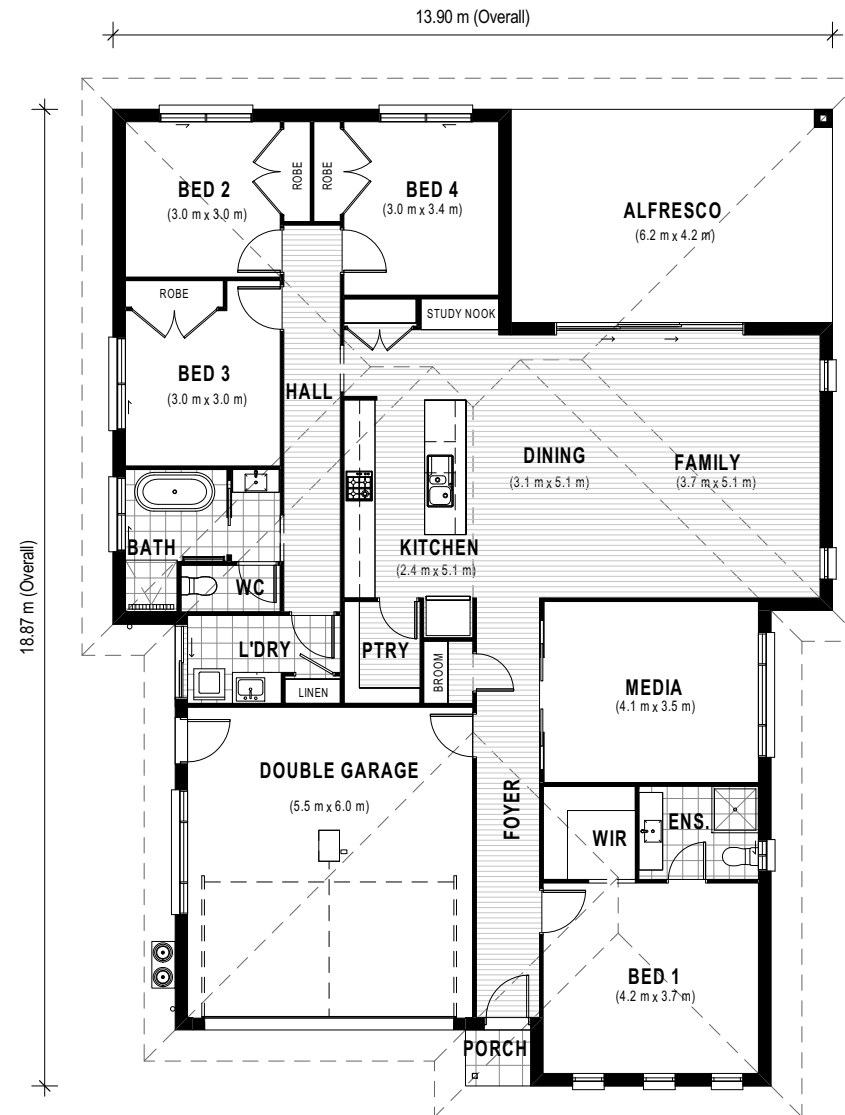 13.90 m (Overall)
18.87 m (Overall)
BED 2
(3.0 m x 3.0 m)
ROBE
ROBE
BED 4
(3.0 m x 3.4 m)
ALFRESCO
(6.2 m x 4.2 m)
ROBE
STUDY NOOK
BED 3
(3.0 m x 3.0 m)
HALL
DINING
(3.1 m x 5.1 m)
FAMILY
(3.7 m x 5.1 m)
BATH
KITCHEN
(2.4 m x 5.1 m)
WC
L'DRY
PTRY
BROOM
LINEN
MEDIA
(4.1 m x 3.5 m)
DOUBLE GARAGE
(5.5 m x 6.0 m)
FOYER
WIR
ENS.
BED 1
(4.2 m x 3.7 m)
PORCH